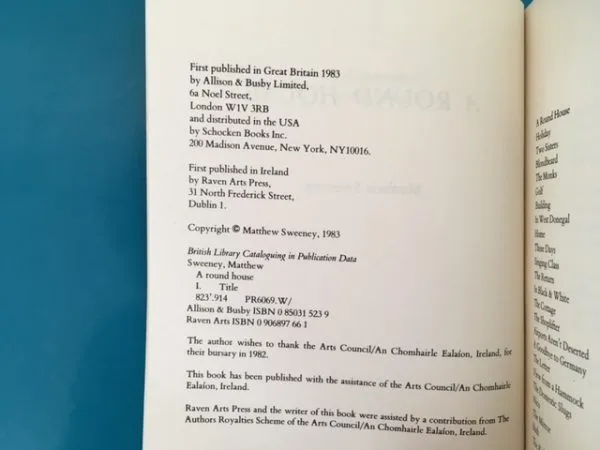 First published in Great Britain 1983
by Allison & Busby Limited,
6a Noel Street,
London W1V 3RB
and distributed in the USA
by Schocken Books Inc.
200 Madison Avenue, New York, NY10016.
First published in Ireland
by Raven Arts Press,
31 North Frederick Street,
Dublin 1.
Copyright © Matthew Sweeney, 1983
British Library Cataloguing in Publication Data
Sweeney, Matthew
A round house
I. Title
823'.914 PR6069.W/
Allison & Busby ISBN 0 85031 523 9
Raven Arts ISBN 0 906897 66 1
The author wishes to thank the Arts Council/An Chomhairle Ealaíon, Ireland, for
their bursary in 1982.
This book has been published with the assistance of the Arts Council/An Chomhairle
Ealaíon, Ireland.
Raven Arts Press and the writer of this book were assisted by a contribution from The
Authors Royalties Scheme of the Arts Council/An Chomhairle Ealaíon, Ireland.
A Round House
Holiday
Two Sisters
Bloodbeard
The Monks
Golf
Building
In West Donegal
Home
Three Days
Singing Class
The Return
In Black & White
The Cottage
The Shoplifter
Airports Aren't Deserted
A Goodbye to Germany
The Letter
from a Hammock
The Domestic Slugs
The Mirror